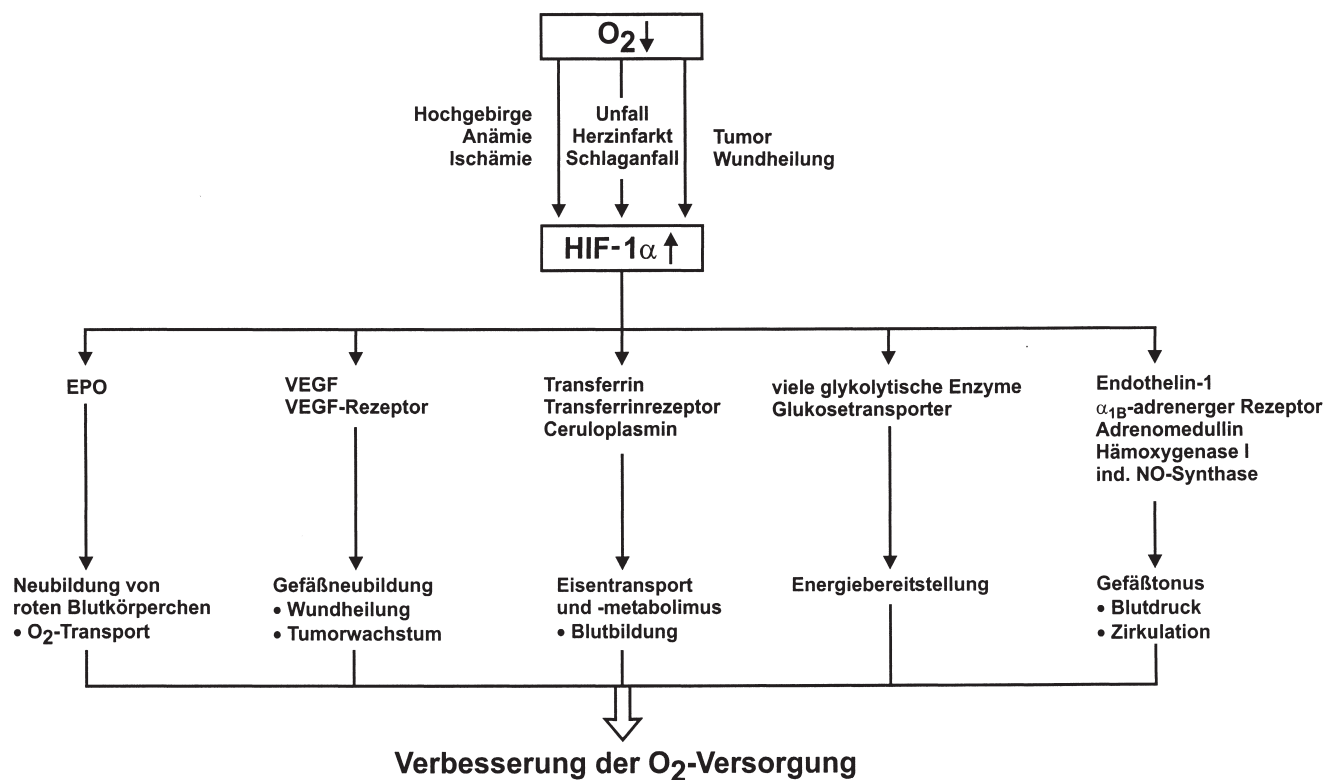 O2↓
Hochgebirge
Anämie
Ischämie
Unfall
Herzinfarkt
Schlaganfall
Tumor
Wundheilung
HIF-1α↑
EPO
VEGF
VEGF-Rezeptor
Transferrin
Transferrinrezeptor
Ceruloplasmin
viele glykolytische Enzyme
Glukosetransporter
Endothelin-1
α1B-adrenerger Rezeptor
Adrenomedullin
Hämoxygenase I
ind. NO-Synthase
Neubildung von
roten Blutkörperchen
• O2-Transport
Gefäßneubildung
• Wundheilung
• Tumorwachstum
Eisentransport
und -metabolimus
• Blutbildung
Energiebereitstellung
Gefäßtonus
• Blutdruck
• Zirkulation
Verbesserung der O2-Versorgung